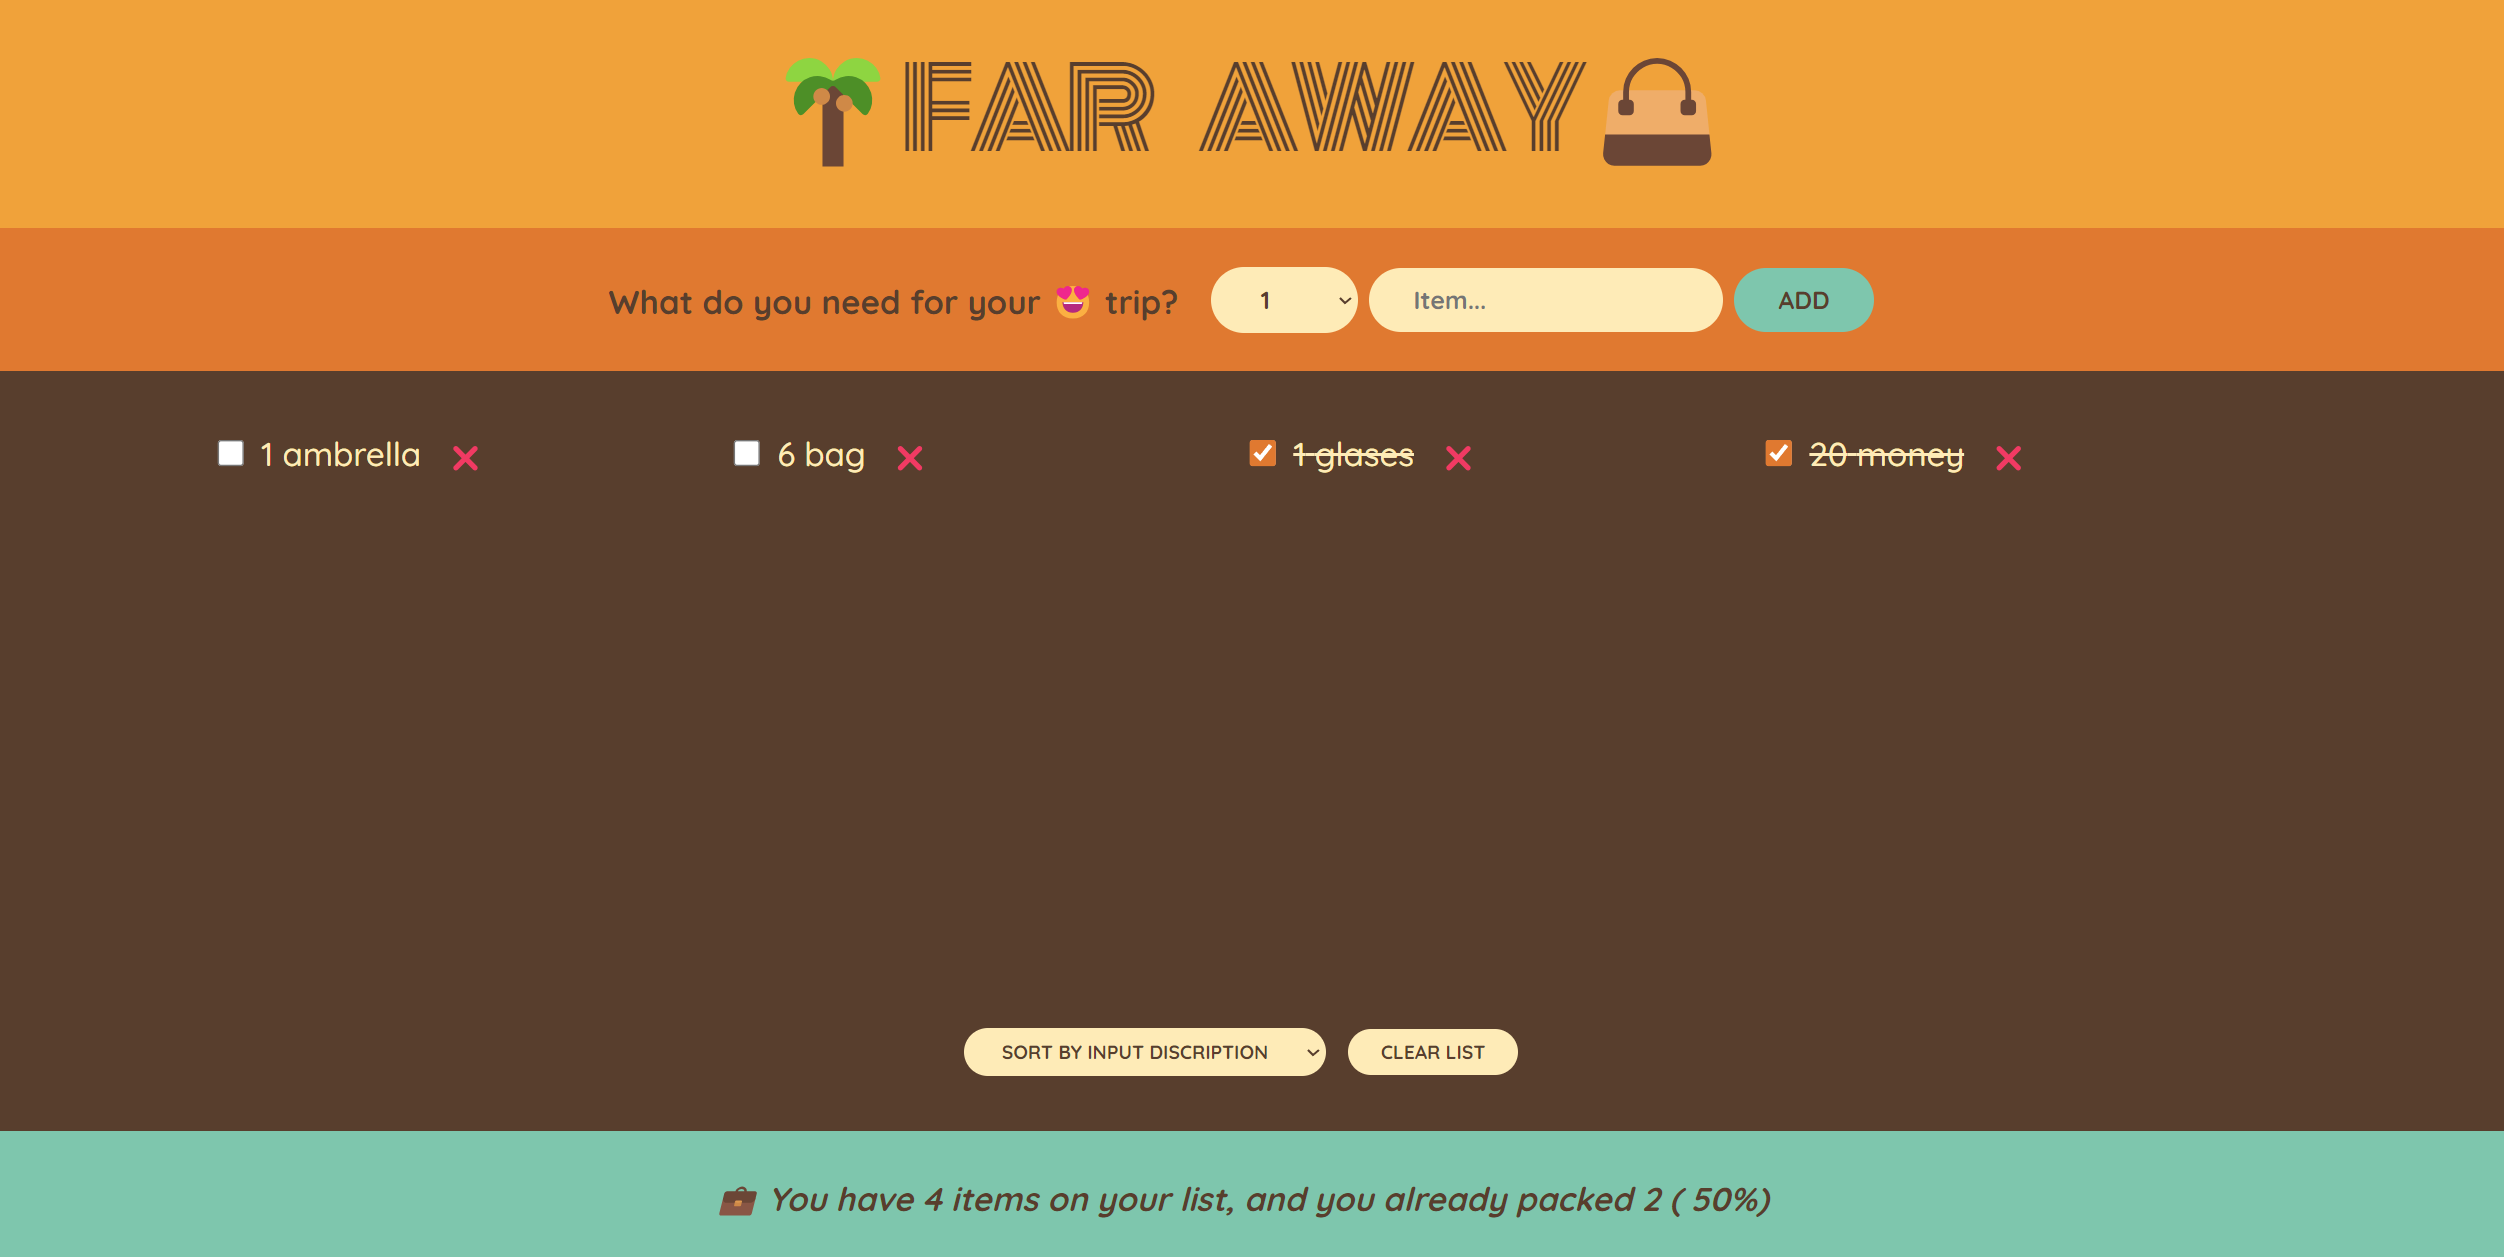 FAR AWAY
What do you need for your 😍 trip? 1 Item... ADD
1 ambrella 6 bag 1 glases 20 money
SORT BY INPUT DISCRIPTION CLEAR LIST
You have 4 items on your list, and you already packed 2 ( 50%)